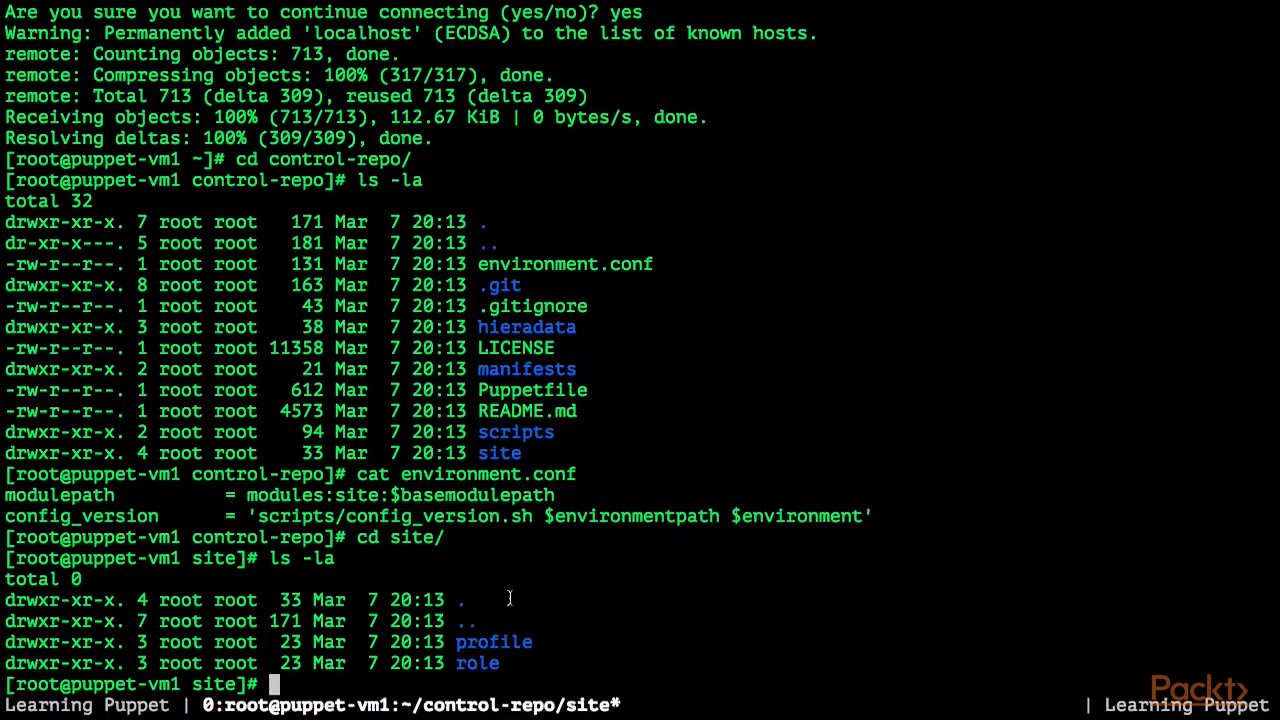 Are you sure you want to continue connecting (yes/no)? yes
Warning: Permanently added 'localhost' (ECDSA) to the list of known hosts.
remote: Counting objects: 713, done.
remote: Compressing objects: 100% (317/317), done.
remote: Total 713 (delta 309), reused 713 (delta 309)
Receiving objects: 100% (713/713), 112.67 KiB | 0 bytes/s, done.
Resolving deltas: 100% (309/309), done.
[root@puppet-vm1 ~]# cd control-repo/
[root@puppet-vm1 control-repo]# ls -la
total 32
drwxr-xr-x. 7 root root   171 Mar  7 20:13 .
dr-xr-x---. 5 root root   181 Mar  7 20:13 ..
-rw-r--r--. 1 root root   131 Mar  7 20:13 environment.conf
drwxr-xr-x. 8 root root   163 Mar  7 20:13 .git
-rw-r--r--. 1 root root    43 Mar  7 20:13 .gitignore
drwxr-xr-x. 3 root root    38 Mar  7 20:13 hieradata
-rw-r--r--. 1 root root 11358 Mar  7 20:13 LICENSE
drwxr-xr-x. 2 root root    21 Mar  7 20:13 manifests
-rw-r--r--. 1 root root   612 Mar  7 20:13 Puppetfile
-rw-r--r--. 1 root root  4573 Mar  7 20:13 README.md
drwxr-xr-x. 2 root root    94 Mar  7 20:13 scripts
drwxr-xr-x. 4 root root    33 Mar  7 20:13 site
[root@puppet-vm1 control-repo]# cat environment.conf
modulepath          = modules:site:$basemodulepath
config_version      = 'scripts/config_version.sh $environmentpath $environment'
[root@puppet-vm1 control-repo]# cd site/
[root@puppet-vm1 site]# ls -la
total 0
drwxr-xr-x. 4 root root  33 Mar  7 20:13 .
drwxr-xr-x. 7 root root 171 Mar  7 20:13 ..
drwxr-xr-x. 3 root root  23 Mar  7 20:13 profile
drwxr-xr-x. 3 root root  23 Mar  7 20:13 role
[root@puppet-vm1 site]#
Packt>
Learning Puppet | 0:root@puppet-vm1:~/control-repo/site* | Learning Puppet